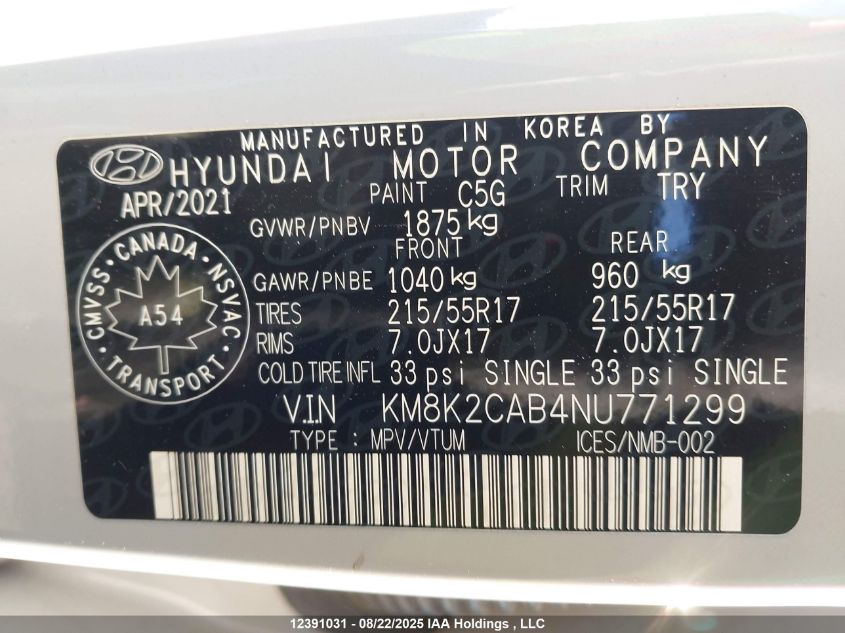 MANUFACTURED IN KOREA BY
HYUNDAI MOTOR COMPANY
APR/2021 PAINT C5G TRIM TRY
GVWR/PNBV 1875 kg
FRONT REAR
GAWR/PNBE 1040 kg 960 kg
TIRES 215/55R17 215/55R17
RIMS 7.0JX17 7.0JX17
COLD TIRE INFL 33 psi SINGLE 33 psi SINGLE
V.I.N KM8K2CAB4NU771299
TYPE : MPV/VTUM ICES/NMB-002
CMVSS · CANADA · NSVAC · TRANSPORT ·
A54
12391031 - 08/22/2025 IAA Holdings, LLC